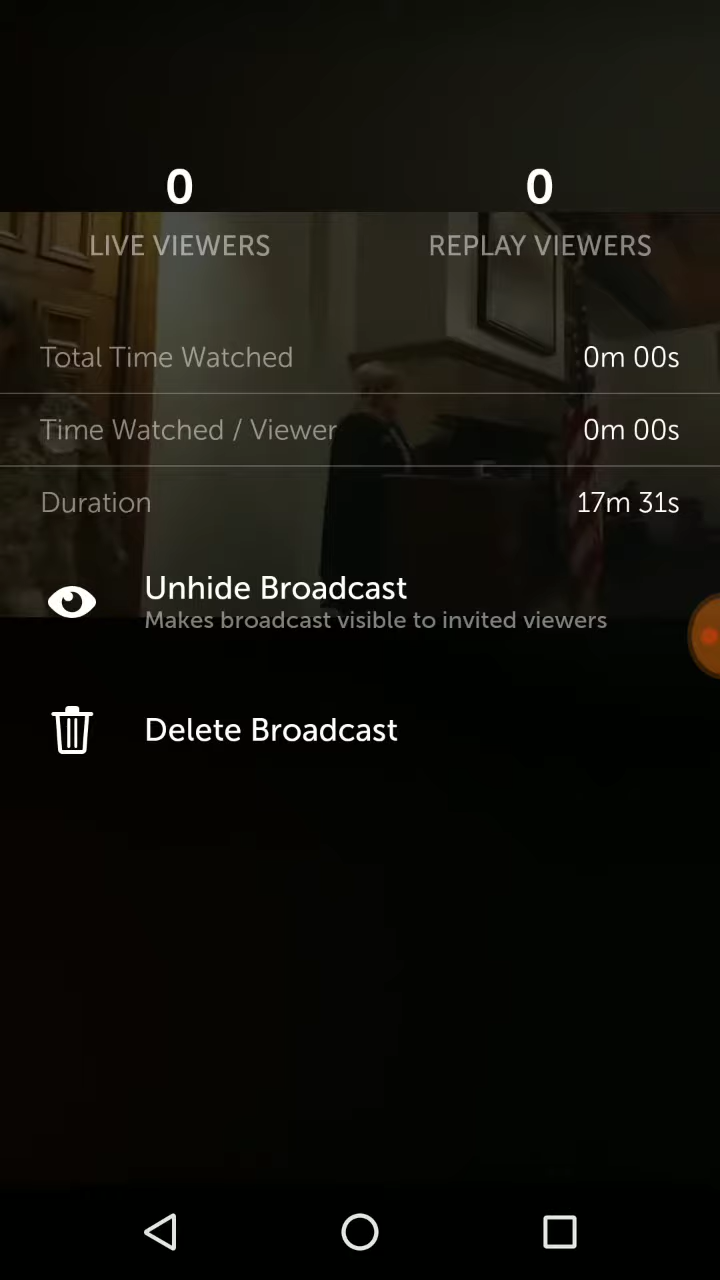 0
0
LIVE VIEWERS
REPLAY VIEWERS
Total Time Watched
0m 00s
Time Watched / Viewer
0m 00s
Duration
17m 31s
Unhide Broadcast
Makes broadcast visible to invited viewers
Delete Broadcast